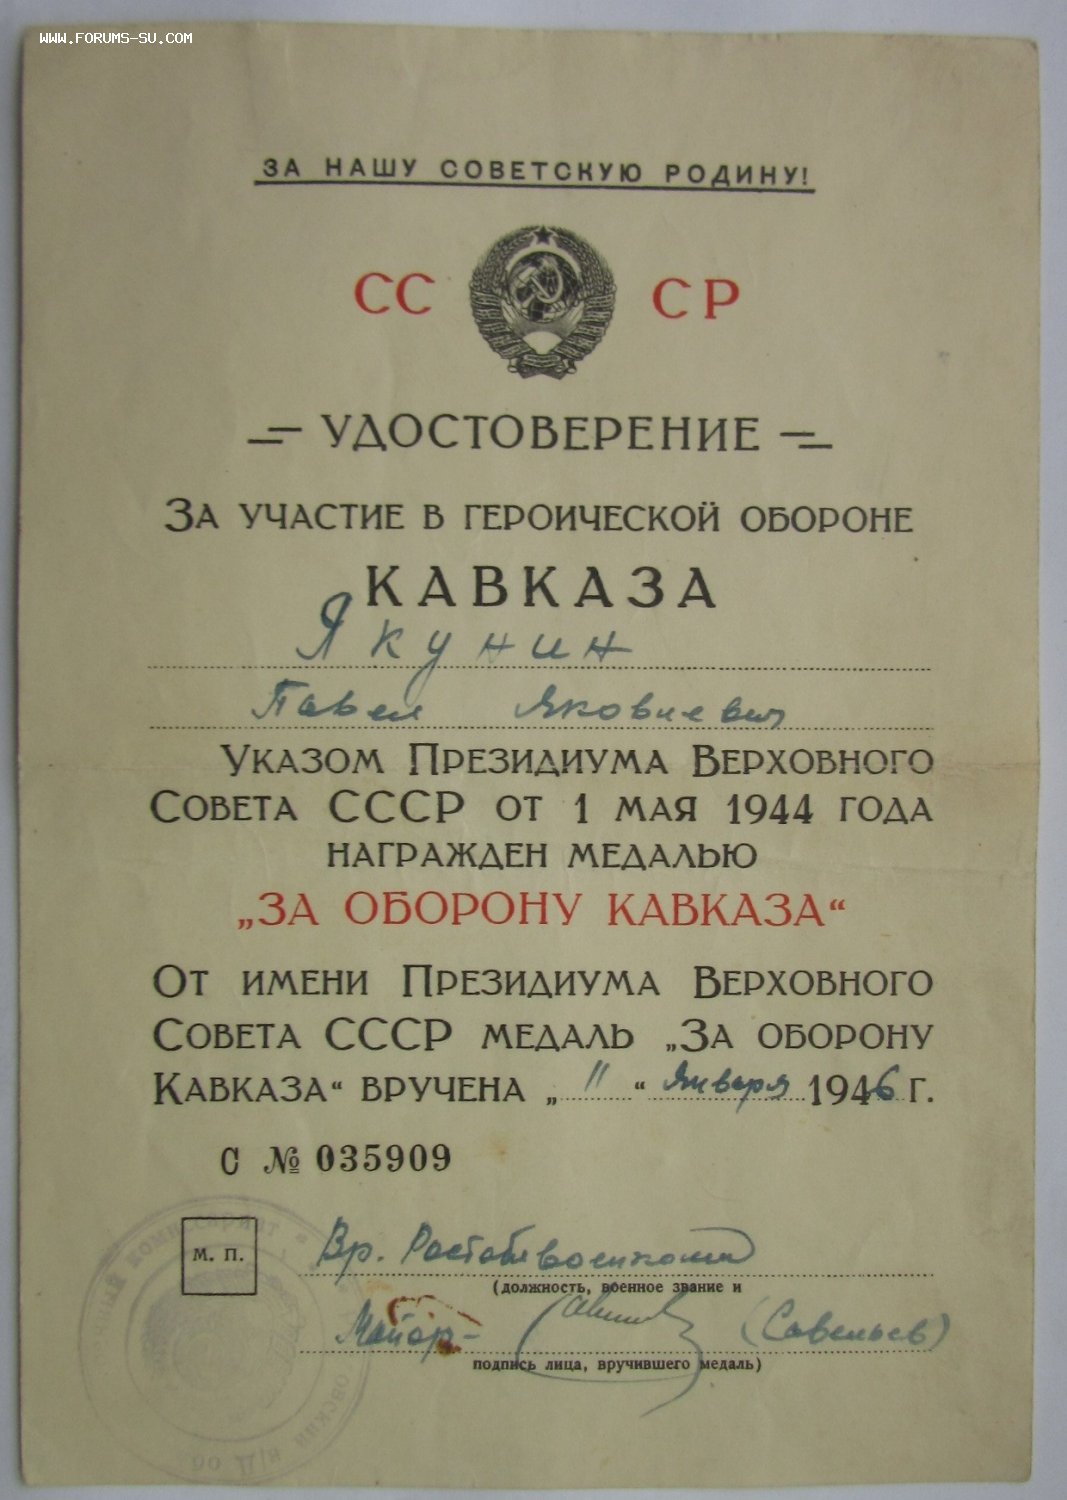 WWW.FORUMS-SU.COM
ЗА НАШУ СОВЕТСКУЮ РОДИНУ!
СС СР
УДОСТОВЕРЕНИЕ
ЗА УЧАСТИЕ В ГЕРОИЧЕСКОЙ ОБОРОНЕ
КАВКАЗА
Якунин
Павел Яковлевич
УКАЗОМ ПРЕЗИДИУМА ВЕРХОВНОГО
СОВЕТА СССР ОТ 1 МАЯ 1944 ГОДА
НАГРАЖДЕН МЕДАЛЬЮ
„ЗА ОБОРОНУ КАВКАЗА“
ОТ ИМЕНИ ПРЕЗИДИУМА ВЕРХОВНОГО
СОВЕТА СССР МЕДАЛЬ „ЗА ОБОРОНУ
КАВКАЗА“ ВРУЧЕНА „11“ Января 1946 Г.
С № 035909
М. П.
Вр. Ростоблвоенкома
(должность, военное звание и
Майор- (Савельев)
подпись лица, вручившего медаль)